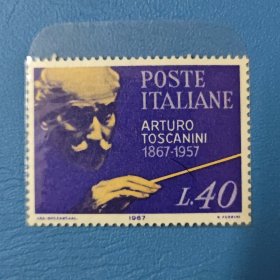 POSTE
ITALIANE
ARTURO
TOSCANINI
1867-1957
L.40
1967